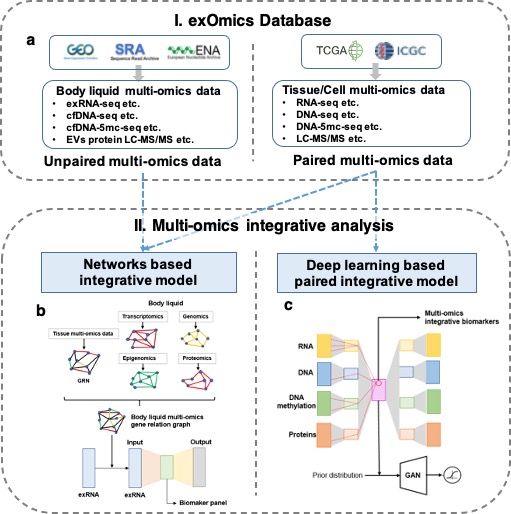 I. exOmics Database
a
GEO
Gene Expression Omnibus
SRA
Sequence Read Archive
ENA
European Nucleotide Archive
TCGA
ICGC
Body liquid multi-omics data
• exRNA-seq etc.
• cfDNA-seq etc.
• cfDNA-5mc-seq etc.
• EVs protein LC-MS/MS etc.
Unpaired multi-omics data
Tissue/Cell multi-omics data
• RNA-seq etc.
• DNA-seq etc.
• DNA-5mc-seq etc.
• LC-MS/MS etc.
Paired multi-omics data
II. Multi-omics integrative analysis
Networks based
integrative model
Deep learning based
paired integrative model
b
Body liquid
Tissue multi-omics data
Transcriptomics
Genomics
Epigenomics
Proteomics
GRN
Body liquid multi-omics
gene relation graph
Input
Output
exRNA
exRNA
Biomaker panel
c
Multi-omics
integrative biomarkers
RNA
DNA
DNA
methylation
Proteins
Prior distribution
GAN